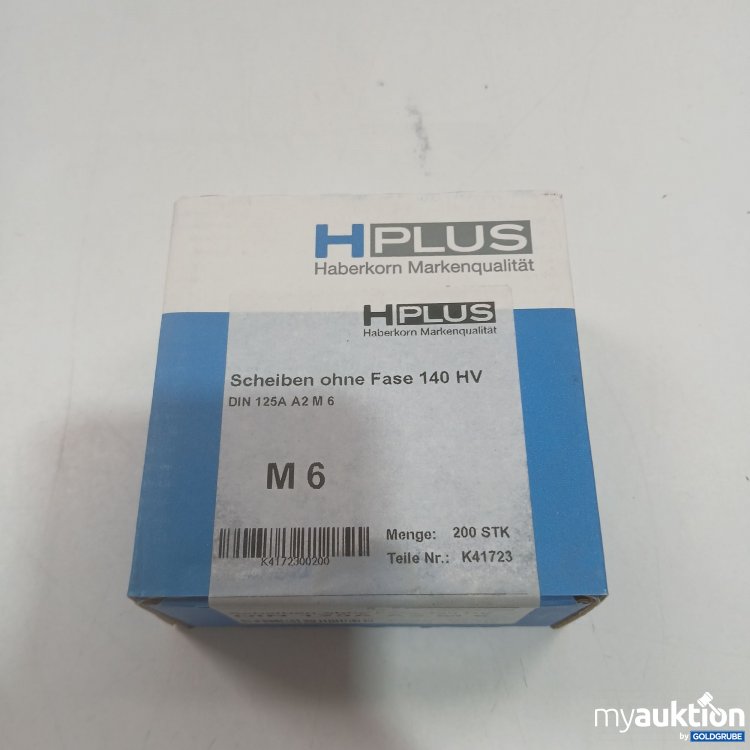 HPLUS
Haberkorn Markenqualität
HPLUS
Haberkorn Markenqualität
Scheiben ohne Fase 140 HV
DIN 125A A2 M 6
M 6
Menge: 200 STK
K4172300200
Teile Nr.: K41723
myauktion
by GOLDGRUBE